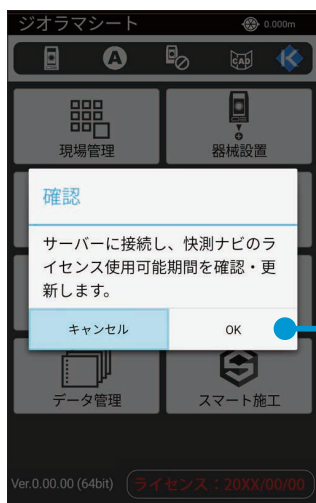 ジオラマシート
0.000m
A
CAD
現場管理
器械設置
確認
サーバーに接続し、快測ナビのラ
イセンス使用可能期間を確認・更
新します。
キャンセル
OK
データ管理
スマート施工
Ver.0.00.00 (64bit)
ライセンス：20XX/00/00